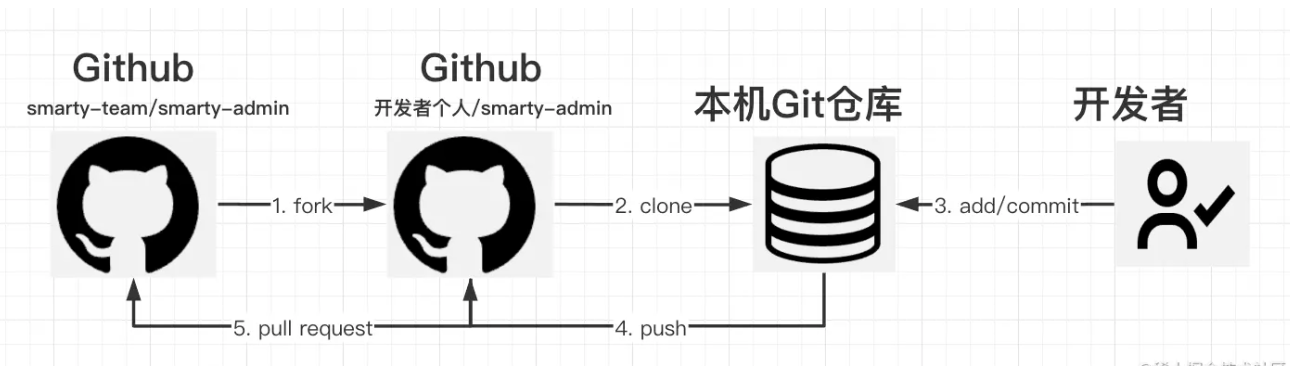 Github
smarty-team/smarty-admin
Github
开发者个人/smarty-admin
本机Git仓库
开发者
1. fork
2. clone
3. add/commit
5. pull request
4. push